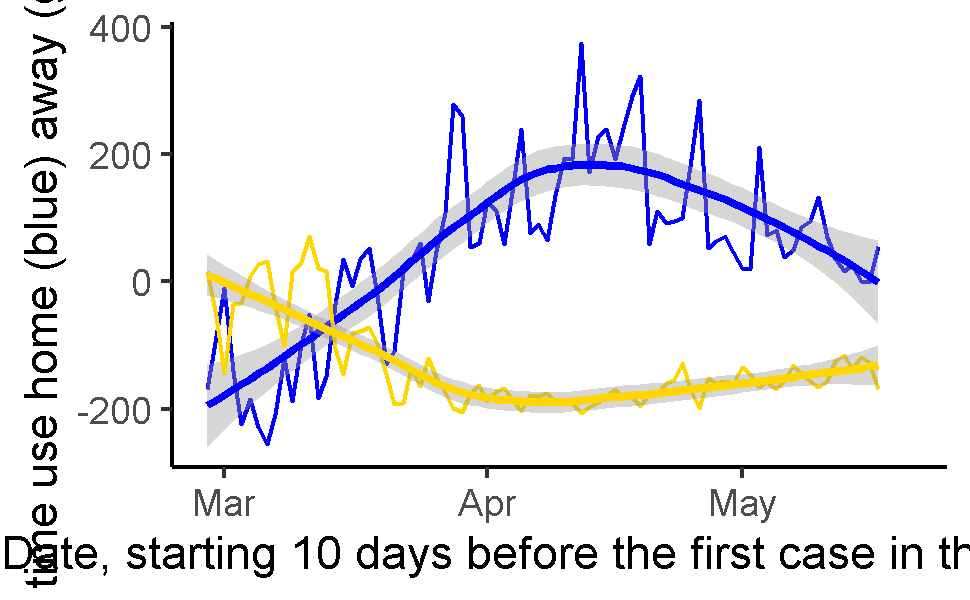 400
200
0
-200
time use home (blue) away (
Mar Apr May
Date, starting 10 days before the first case in th